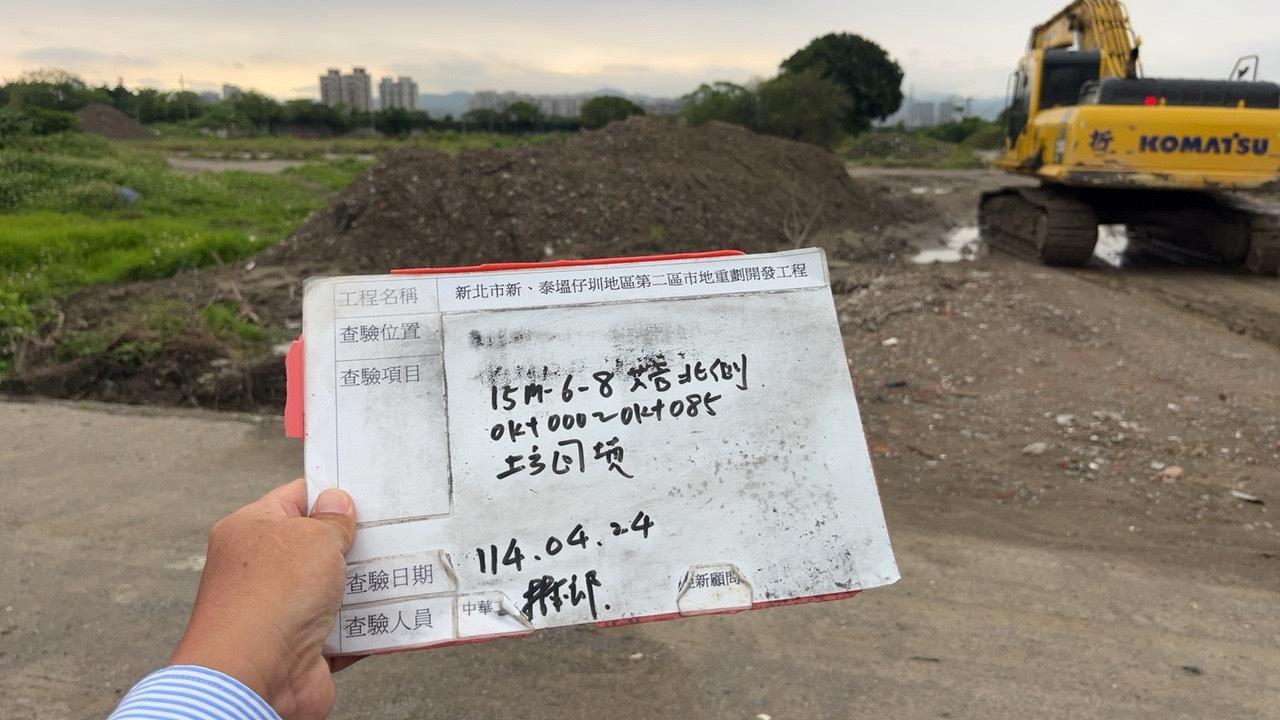 KOMATSU
工程名稱 新北市新、泰塭仔圳地區第二區市地重劃開發工程
查驗位置
查驗項目
15M-6-8 北側
0k+000~0k+085
土方回填
查驗日期 114.04.24
查驗人員 中華 新顧問